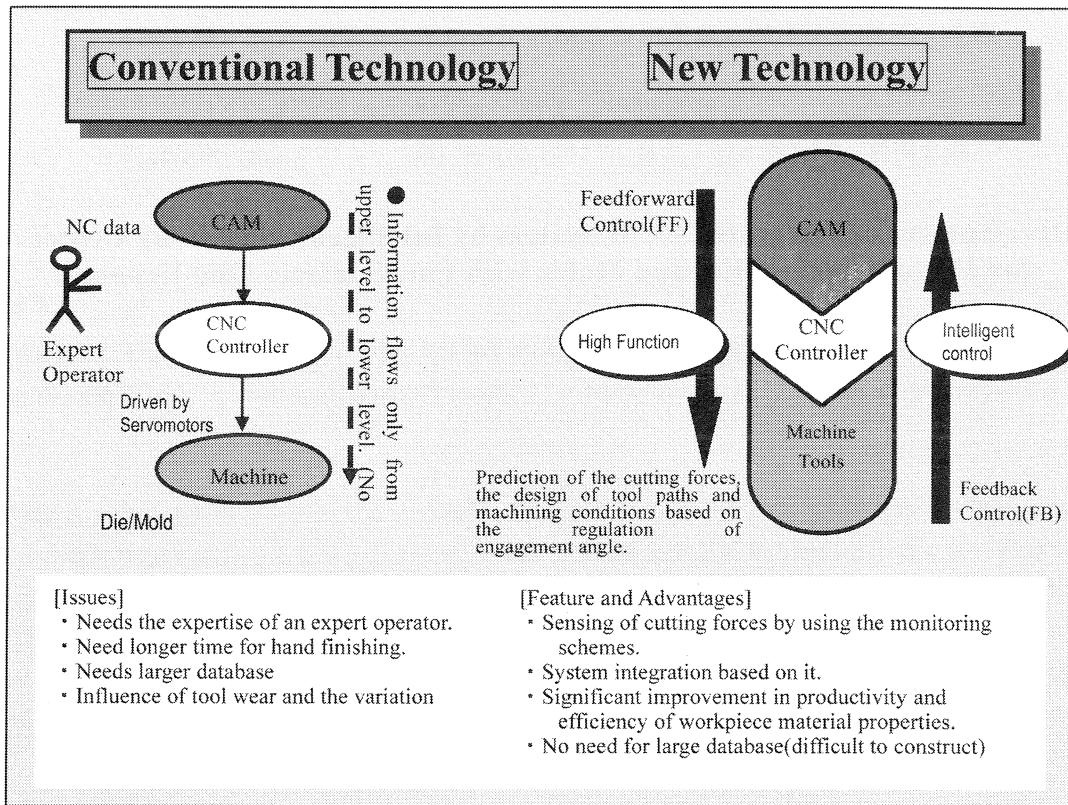 Conventional Technology
New Technology
NC data
CAM
CNC
Controller
Expert
Operator
Driven by
Servomotors
Machine
Die/Mold
● Information flows only from
upper level to lower level. (No
Feedforward
Control(FF)
High Function
CAM
CNC
Controller
Machine
Tools
Intelligent
control
Feedback
Control(FB)
Prediction of the cutting forces,
the design of tool paths and
machining conditions based on
the regulation of
engagement angle.
[Issues]
・Needs the expertise of an expert operator.
・Need longer time for hand finishing.
・Needs larger database
・Influence of tool wear and the variation
[Feature and Advantages]
・Sensing of cutting forces by using the monitoring
schemes.
・System integration based on it.
・Significant improvement in productivity and
efficiency of workpiece material properties.
・No need for large database(difficult to construct)